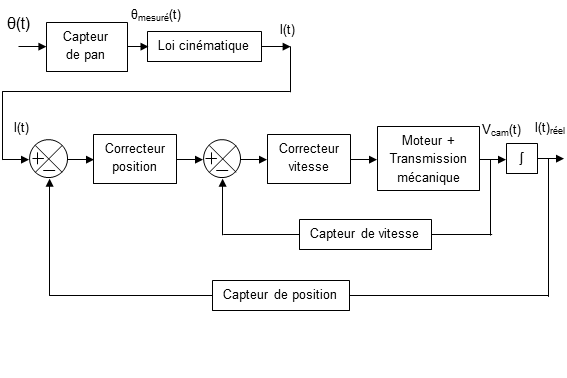 θ(t)
Capteur
de pan
θmesuré(t)
Loi cinématique
l(t)
l(t)
+
−
Correcteur
position
+
−
Correcteur
vitesse
Moteur +
Transmission
mécanique
Vcam(t)
∫
l(t)réel
Capteur de vitesse
Capteur de position